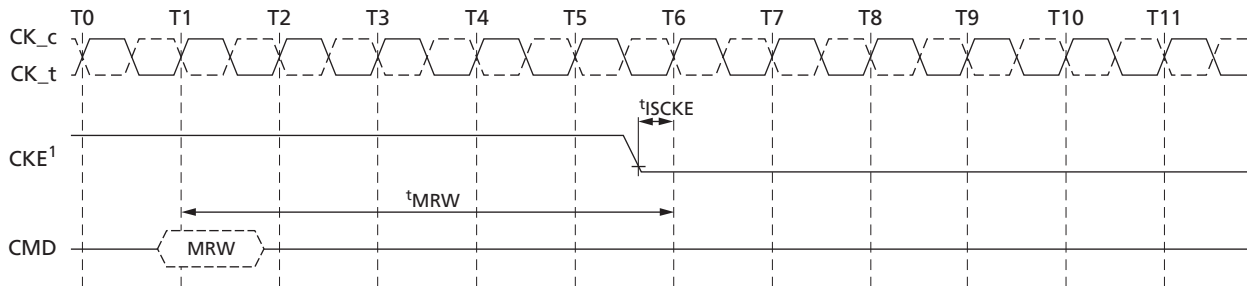 T0 T1 T2 T3 T4 T5 T6 T7 T8 T9 T10 T11
CK_c
CK_t
tISCKE
CKE1
tMRW
CMD MRW